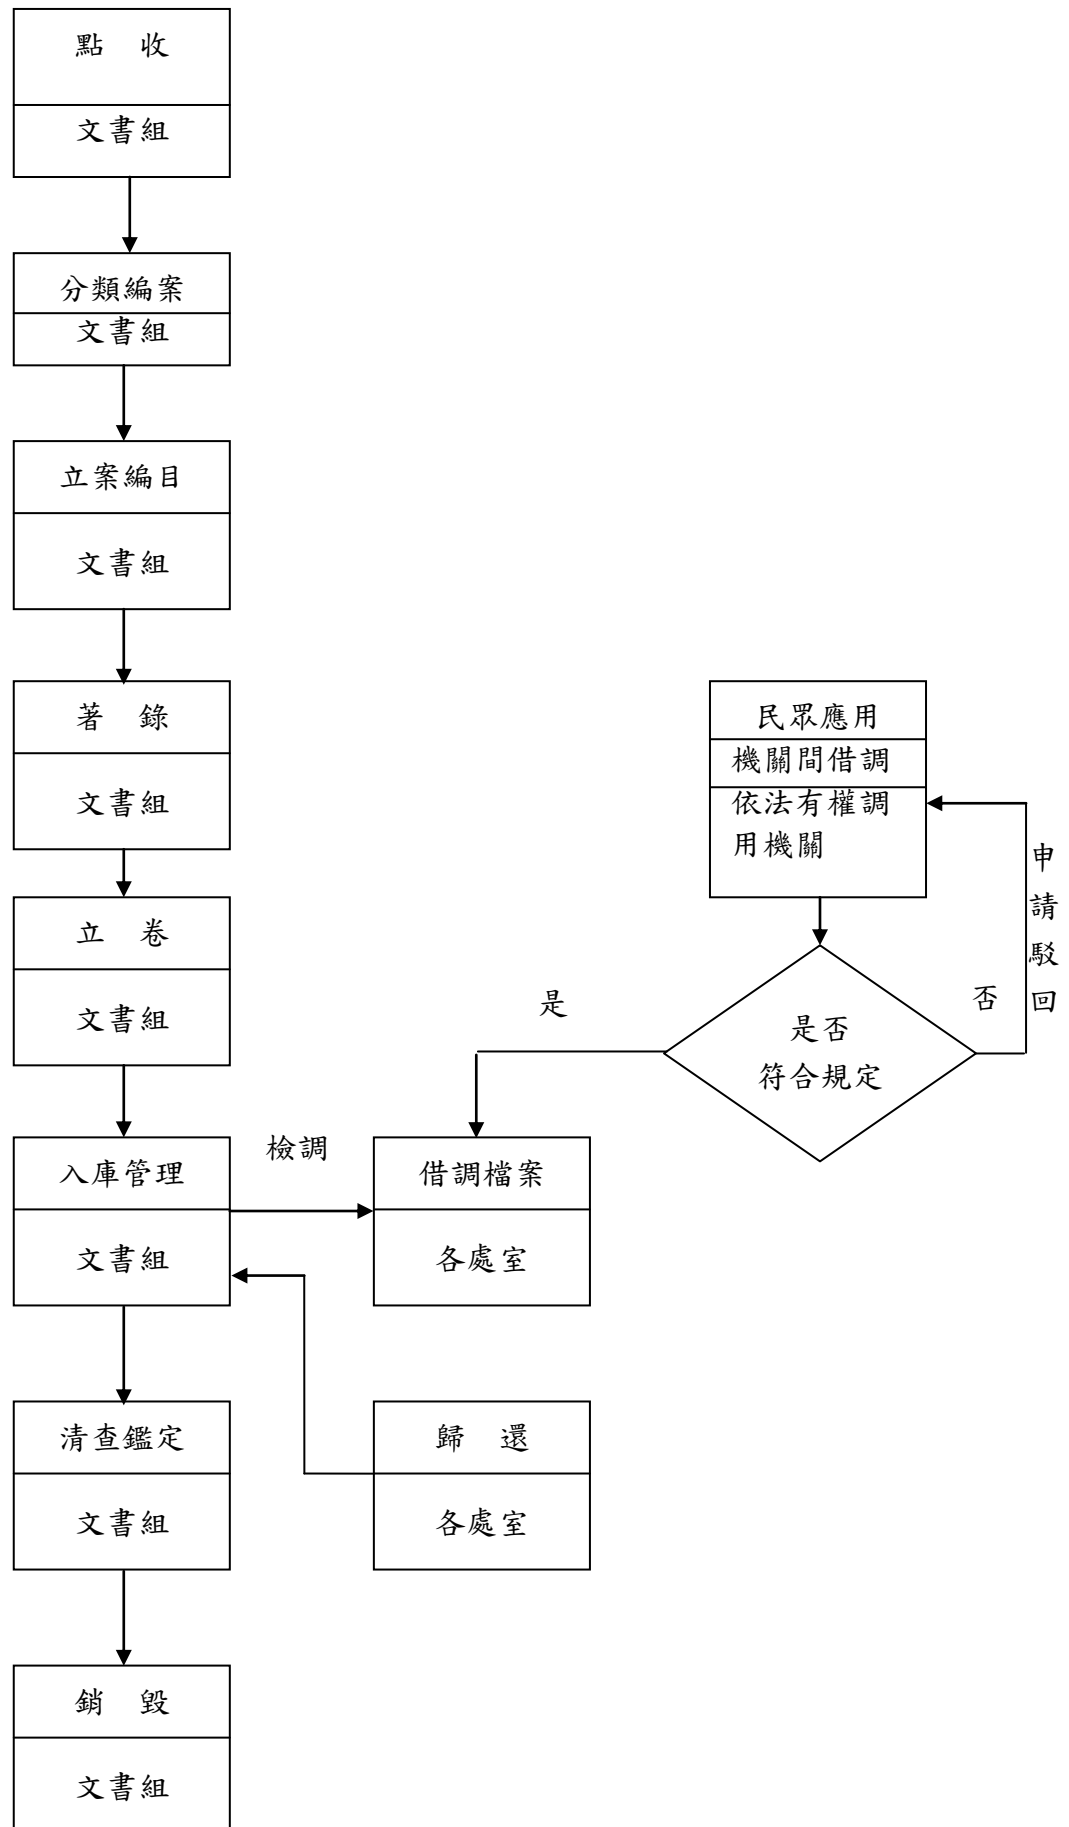 點　收
文書組
分類編案
文書組
立案編目
文書組
著　錄
文書組
立　卷
文書組
入庫管理
文書組
清查鑑定
文書組
銷　毀
文書組
檢調
借調檔案
各處室
歸　還
各處室
民眾應用
機關間借調
依法有權調
用機關
是否
符合規定
是
否
申請駁回